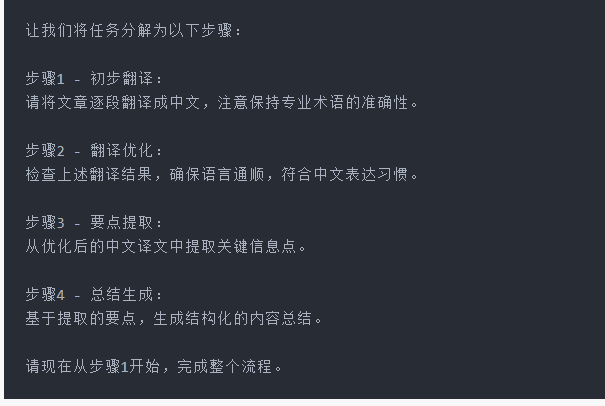 让我们将任务分解为以下步骤：
步骤1 - 初步翻译：
请将文章逐段翻译成中文，注意保持专业术语的准确性。
步骤2 - 翻译优化：
检查上述翻译结果，确保语言通顺，符合中文表达习惯。
步骤3 - 要点提取：
从优化后的中文译文中提取关键信息点。
步骤4 - 总结生成：
基于提取的要点，生成结构化的内容总结。
请现在从步骤1开始，完成整个流程。